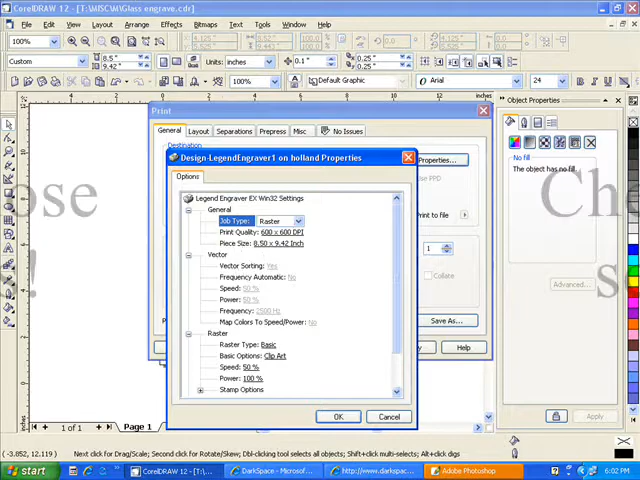 CorelDRAW 12 - [T:\MISC\MA\Glass engrave.cdr]
File Edit View Layout Arrange Effects Bitmaps Text Tools Window Help
100%
Custom 8.5" 9.42" Units: inches 0.1" 0.25" 0.25"
100% Default Graphic Arial 24
Print
General Layout Separations Prepress Misc No Issues
Destination
Properties...
Use PPD
Print to file
1
Collate
Save As...
Help
Design-LegendEngraver1 on holland Properties
Options
Legend Engraver EX Win32 Settings
General
Job Type: Raster
Print Quality: 600 x 600 DPI
Piece Size: 8.50 x 9.42 Inch
Vector
Vector Sorting: Yes
Frequency Automatic: No
Speed: 50 %
Power: 50 %
Frequency: 2500 Hz
Map Colors To Speed/Power: No
Raster
Raster Type: Basic
Basic Options: Clip Art
Speed: 50 %
Power: 100 %
Stamp Options
OK Cancel
Object Properties
No fill
The object has no fill.
Advanced...
Apply
inches
1 of 1 Page 1
(-3.852, 12.119) Next click for Drag/Scale; Second click for Rotate/Skew; Dbl-clicking tool selects all objects; Shift+click multi-selects; Alt+click digs
start CorelDRAW 12 - [T:\... DarkSpace - Microsof... http://www.darkspac... Adobe Photoshop 6:02 PM